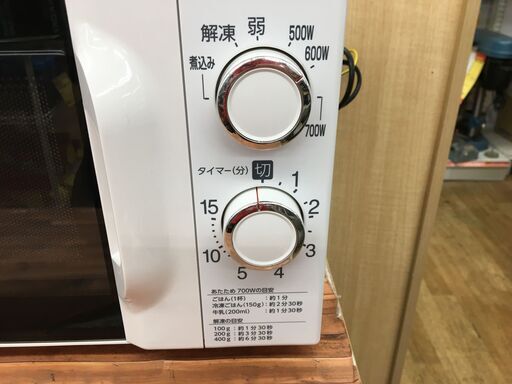 解凍 弱 500W
600W
煮込み
700W
タイマー(分) 切 1
15 2
10 3
5 4
あたため 700Wの目安
ごはん(1杯) : 約1分
冷凍ごはん(150g) : 約2分30秒
牛乳(200ml) : 約1分30秒
解凍の目安
100g : 約1分30秒
200g : 約3分30秒
400g : 約6分30秒